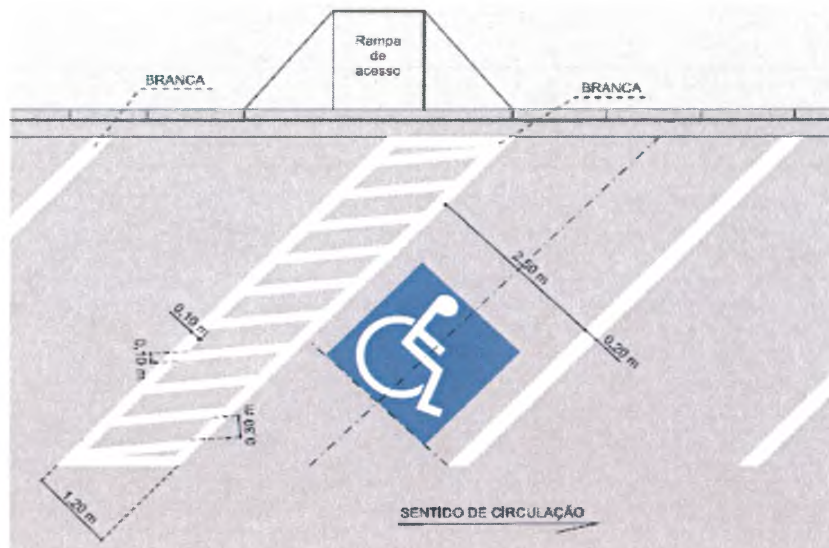 Rampa
de
acesso
BRANCA
BRANCA
2,50 m
0,10 m
0,20 m
0,10 m
0,30 m
1,20 m
SENTIDO DE CIRCULAÇÃO